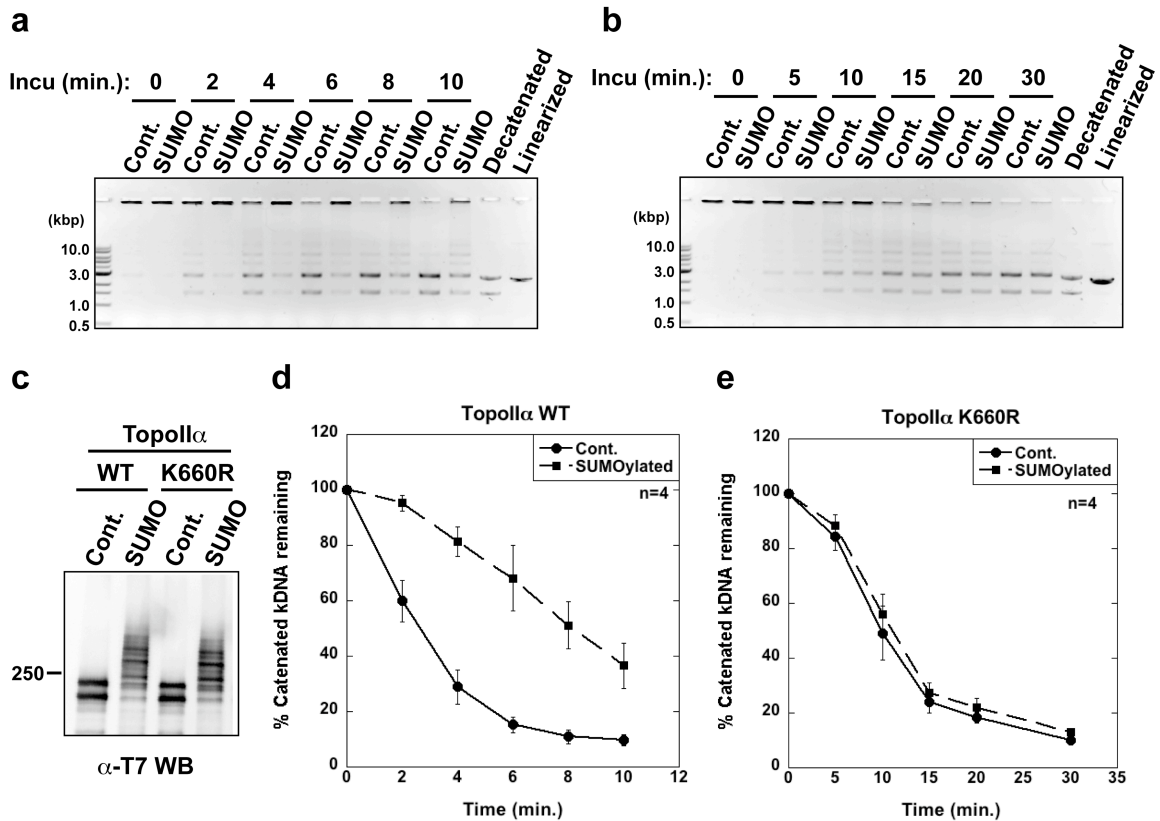 a
Incu (min.): 0 2 4 6 8 10
Cont. SUMO Cont. SUMO Cont. SUMO Cont. SUMO Cont. SUMO Cont. SUMO Decatenated Linearized
(kbp)
10.0
3.0
1.0
0.5
b
Incu (min.): 0 5 10 15 20 30
Cont. SUMO Cont. SUMO Cont. SUMO Cont. SUMO Cont. SUMO Cont. SUMO Decatenated Linearized
(kbp)
10.0
3.0
1.0
0.5
c
TopoIIα
WT K660R
Cont. SUMO Cont. SUMO
250
α-T7 WB
d
TopoIIα WT
Cont.
SUMOylated
n=4
% Catenated kDNA remaining
120
100
80
60
40
20
0
0 2 4 6 8 10 12
Time (min.)
e
TopoIIα K660R
Cont.
SUMOylated
n=4
% Catenated kDNA remaining
120
100
80
60
40
20
0
0 5 10 15 20 25 30 35
Time (min.)